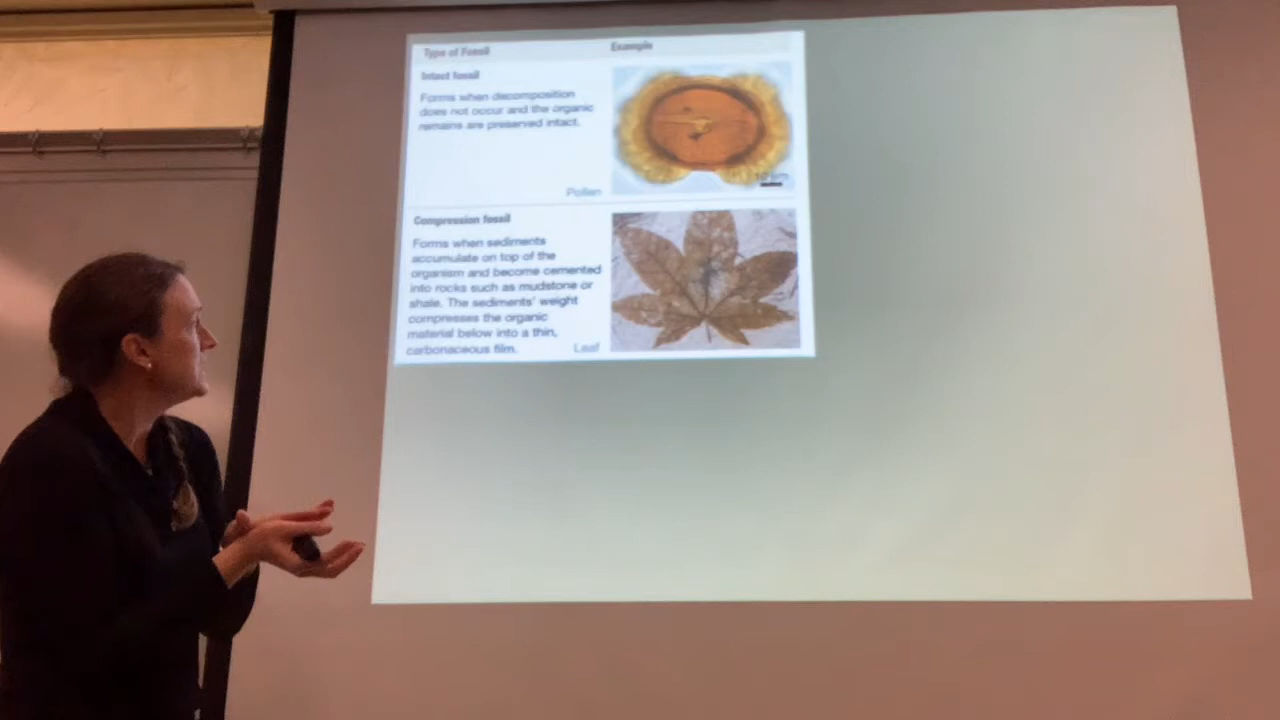 Type of Fossil Example
Intact fossil
Forms when decomposition
does not occur and the organic
remains are preserved intact.
10 µm
Pollen
Compression fossil
Forms when sediments
accumulate on top of the
organism and become cemented
into rocks such as mudstone or
shale. The sediments' weight
compresses the organic
material below into a thin,
carbonaceous film.
Leaf